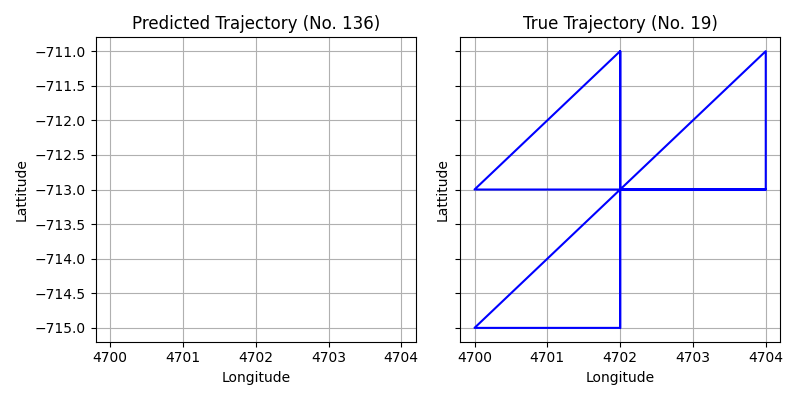 Predicted Trajectory (No. 136)
Lattitude
−711.0
−711.5
−712.0
−712.5
−713.0
−713.5
−714.0
−714.5
−715.0
4700 4701 4702 4703 4704
Longitude
True Trajectory (No. 19)
Lattitude
4700 4701 4702 4703 4704
Longitude